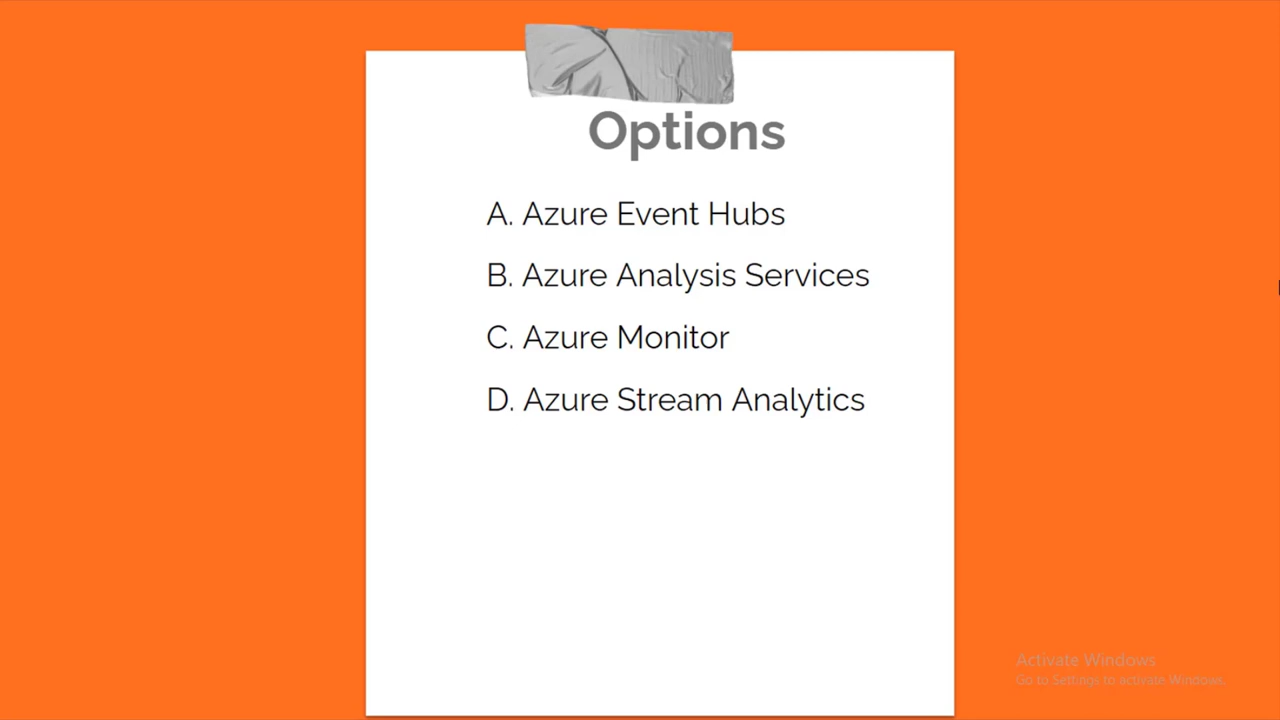 Options
A. Azure Event Hubs
B. Azure Analysis Services
C. Azure Monitor
D. Azure Stream Analytics
Activate Windows
Go to Settings to activate Windows.